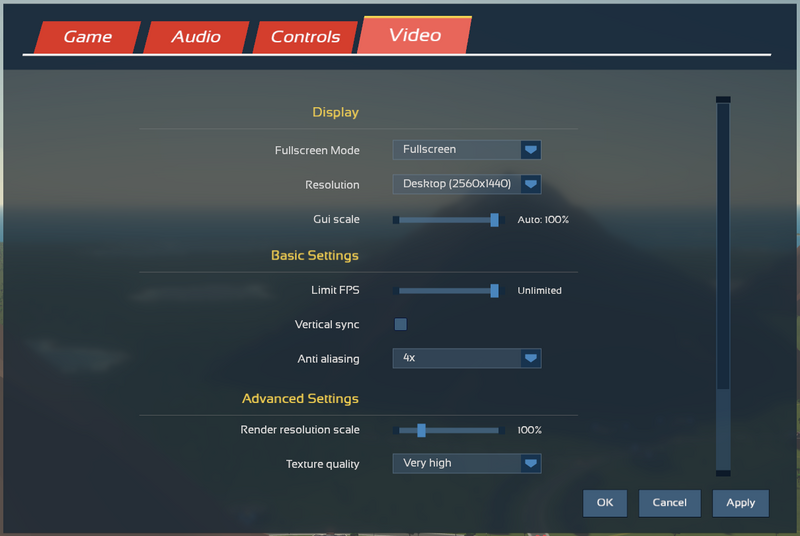 Game Audio Controls Video
Display
Fullscreen Mode Fullscreen
Resolution Desktop (2560x1440)
Gui scale Auto: 100%
Basic Settings
Limit FPS Unlimited
Vertical sync
Anti aliasing 4x
Advanced Settings
Render resolution scale 100%
Texture quality Very high
OK Cancel Apply